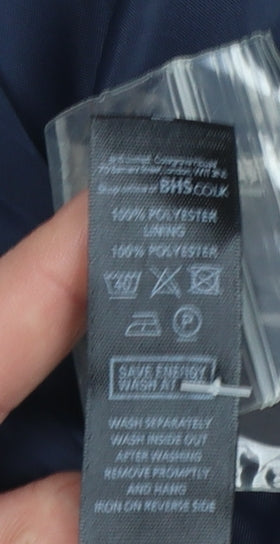 BHS.CO.UK
100% POLYESTER
LINING
100% POLYESTER
40°
P
SAVE ENERGY
WASH AT
WASH SEPARATELY
WASH INSIDE OUT
AFTER WASHING
REMOVE PROMPTLY
AND HANG
IRON ON REVERSE SIDE